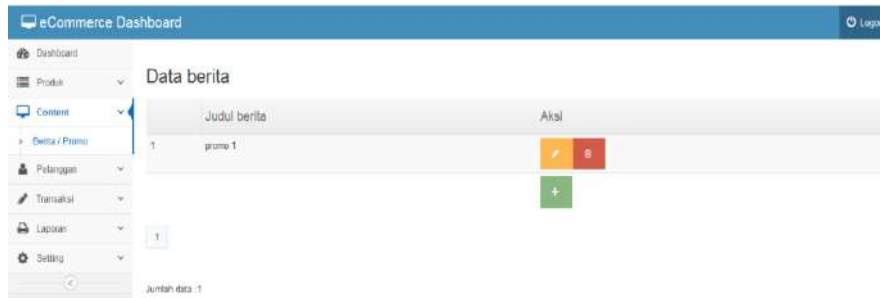 eCommerce Dashboard
Logout
Dashboard
Produk
Content
Berita / Promo
Pelanggan
Transaksi
Laporan
Setting
Data berita
Judul berita Aksi
1 promo 1
1
Jumlah data :1